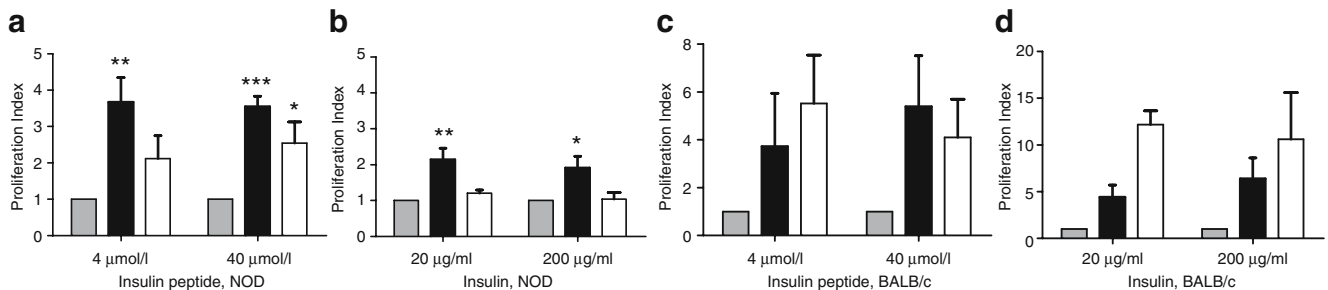 a
**
***
*
Proliferation Index
5
4
3
2
1
0
4 μmol/l
40 μmol/l
Insulin peptide, NOD
b
**
*
Proliferation Index
5
4
3
2
1
0
20 μg/ml
200 μg/ml
Insulin, NOD
c
Proliferation Index
8
6
4
2
0
4 μmol/l
40 μmol/l
Insulin peptide, BALB/c
d
Proliferation Index
20
15
10
5
0
20 μg/ml
200 μg/ml
Insulin, BALB/c